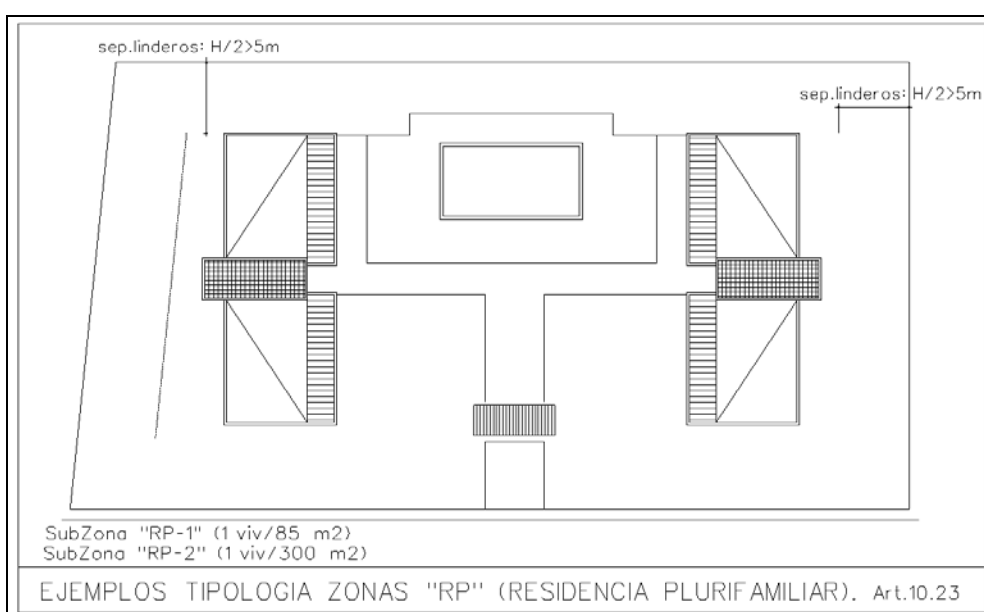 sep.linderos: H/2>5m
sep.linderos: H/2>5m
SubZona "RP-1" (1 viv/85 m2)
SubZona "RP-2" (1 viv/300 m2)
EJEMPLOS TIPOLOGIA ZONAS "RP" (RESIDENCIA PLURIFAMILIAR). Art.10.23